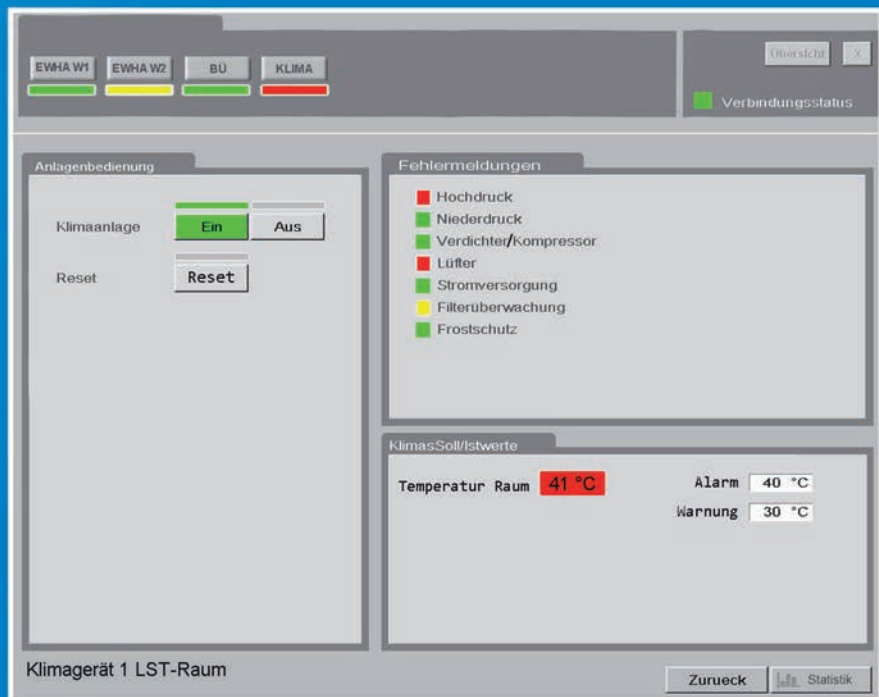 EWHA W1 EWHA W2 BÜ KLIMA
Übersicht X
Verbindungsstatus
Anlagenbedienung
Klimaanlage Ein Aus
Reset Reset
Fehlermeldungen
Hochdruck
Niederdruck
Verdichter/Kompressor
Lüfter
Stromversorgung
Filterüberwachung
Frostschutz
KlimasSoll/Istwerte
Temperatur Raum 41 °C Alarm 40 °C
Warnung 30 °C
Klimagerät 1 LST-Raum
Zurueck Statistik